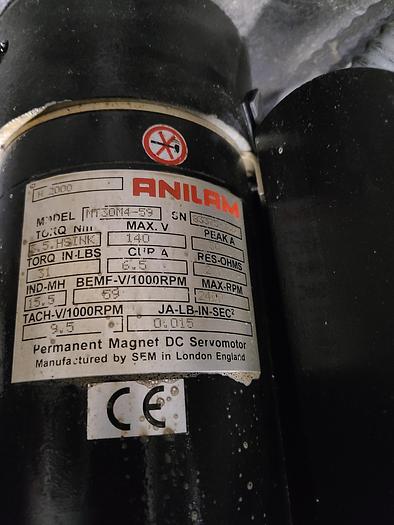 H 2000
ANILAM
MODEL MT30M4-59 SN
TORQ NM MAX. V PEAK A
3.5.HSINK 140
TORQ IN-LBS CUR A RES-OHMS
31 6.5
IND-MH BEMF-V/1000RPM MAX-RPM
15.5 59
TACH-V/1000RPM JA-LB-IN-SEC²
9.5 0.015
Permanent Magnet DC Servomotor
Manufactured by SEM in London England
CE